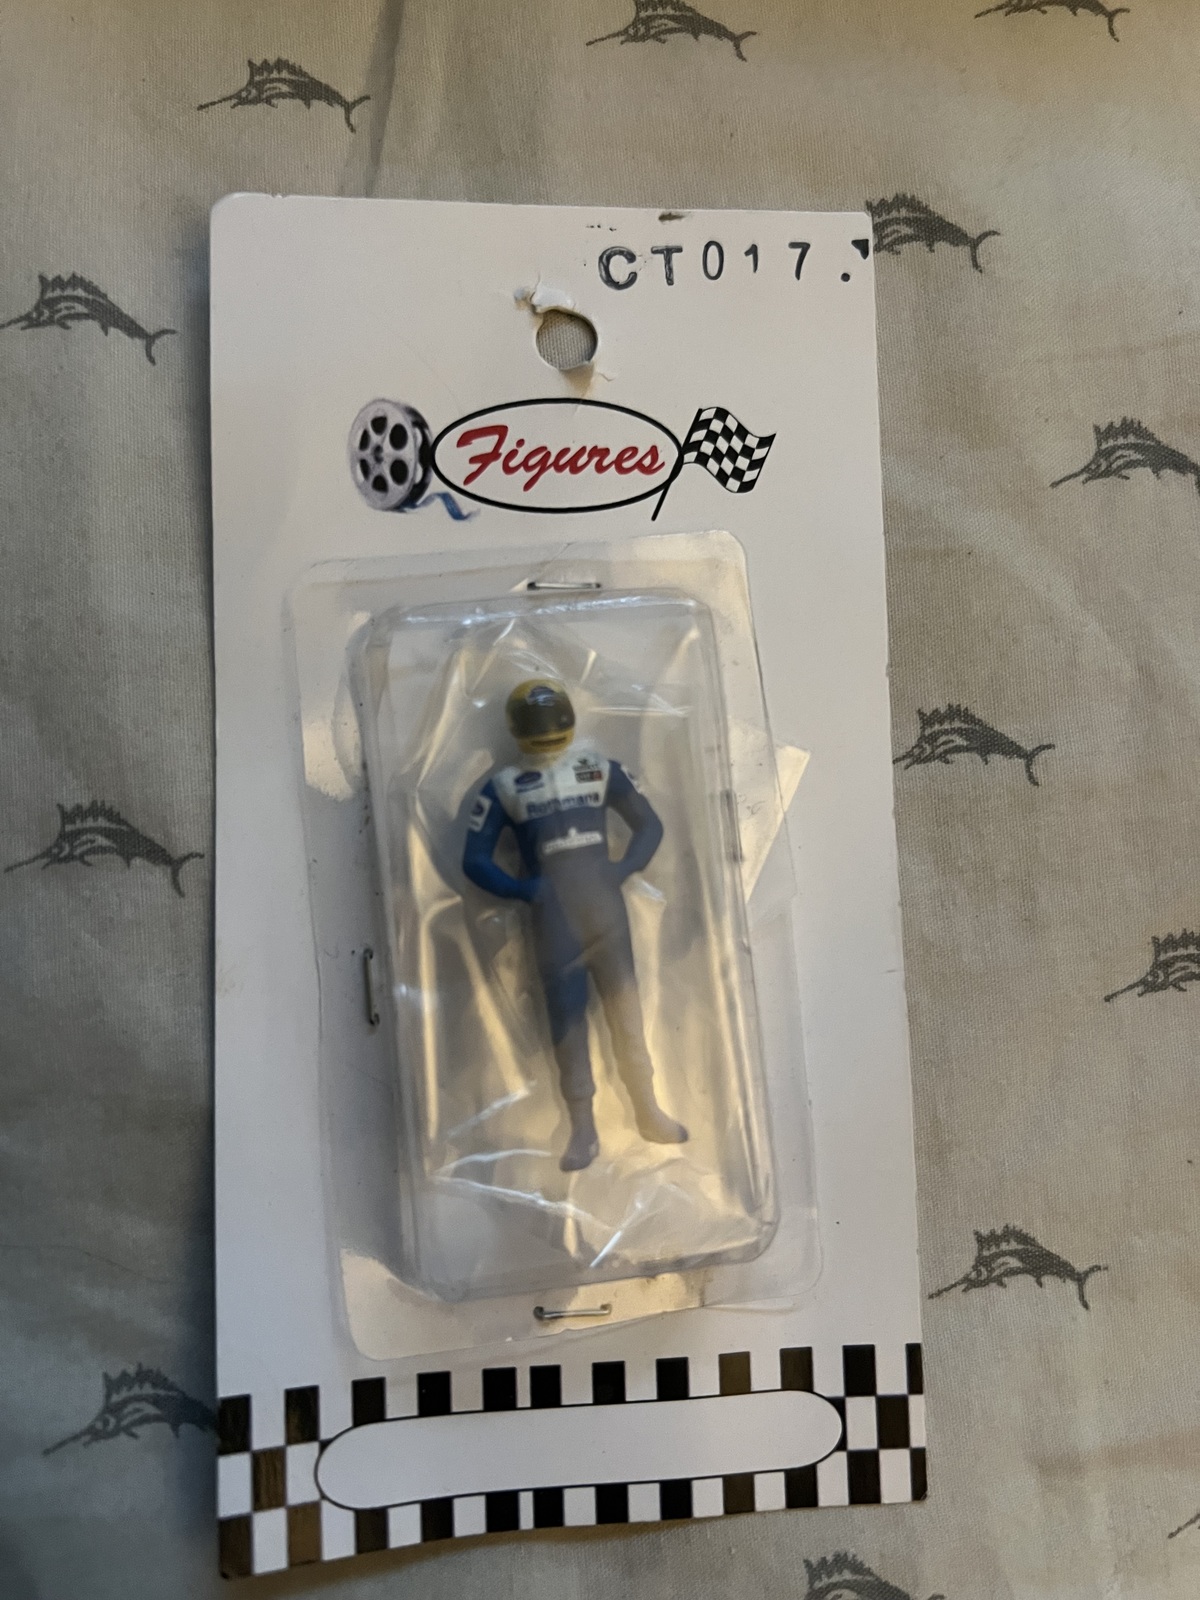 CT017.
Figures
Rothmans